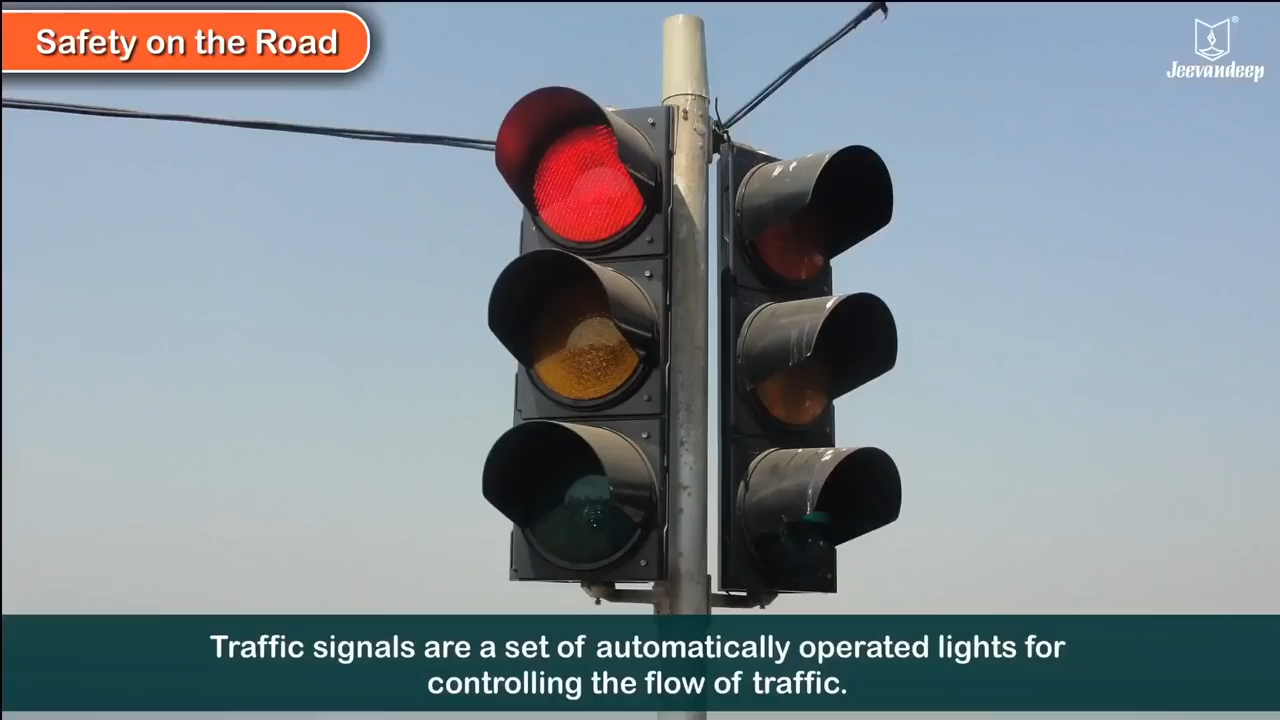 Safety on the Road
Jeevandeep
Traffic signals are a set of automatically operated lights for
controlling the flow of traffic.